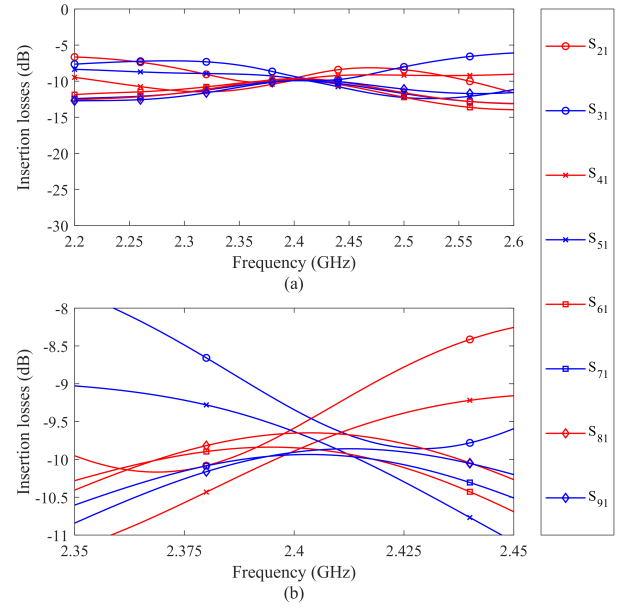 0
-5
-10
-15
-20
-25
-30
Insertion losses (dB)
2.2 2.25 2.3 2.35 2.4 2.45 2.5 2.55 2.6
Frequency (GHz)
(a)
-8
-8.5
-9
-9.5
-10
-10.5
-11
Insertion losses (dB)
2.35 2.375 2.4 2.425 2.45
Frequency (GHz)
(b)
S21
S31
S41
S51
S61
S71
S81
S91